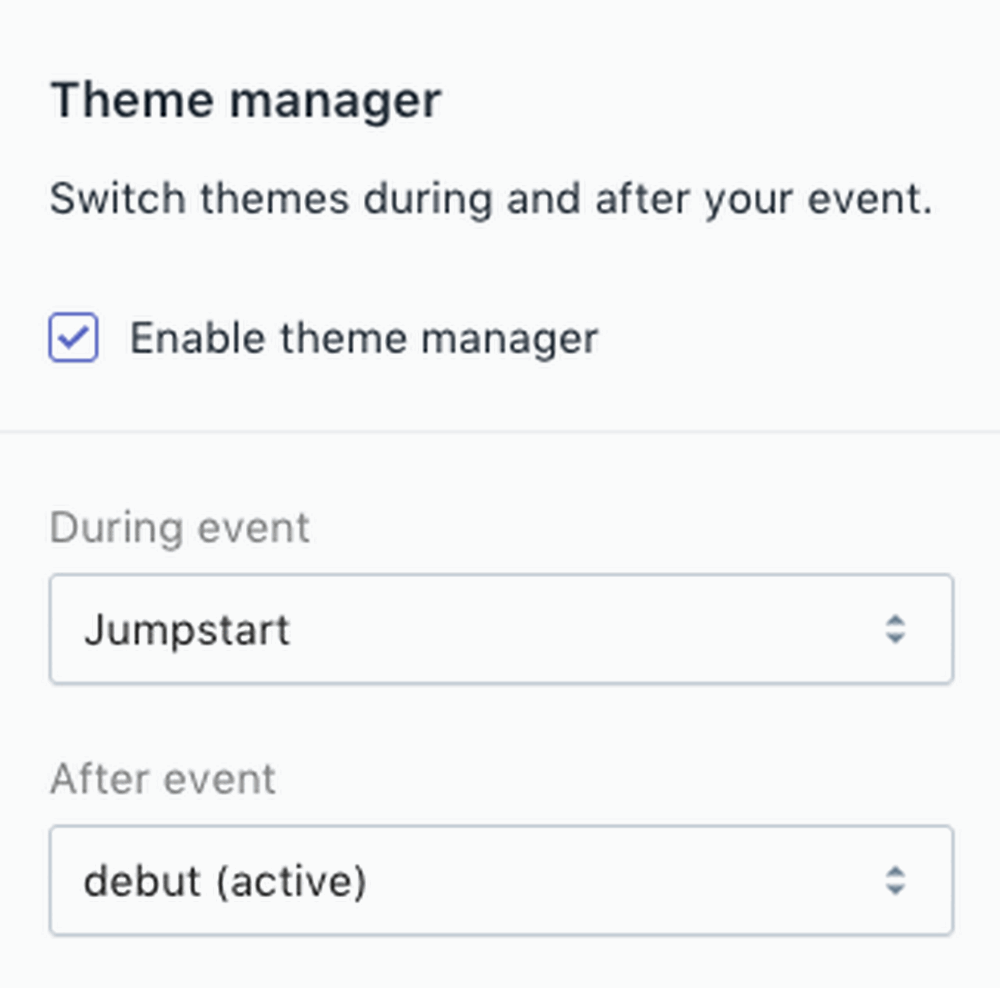 Theme manager
Switch themes during and after your event.
Enable theme manager
During event
Jumpstart
After event
debut (active)